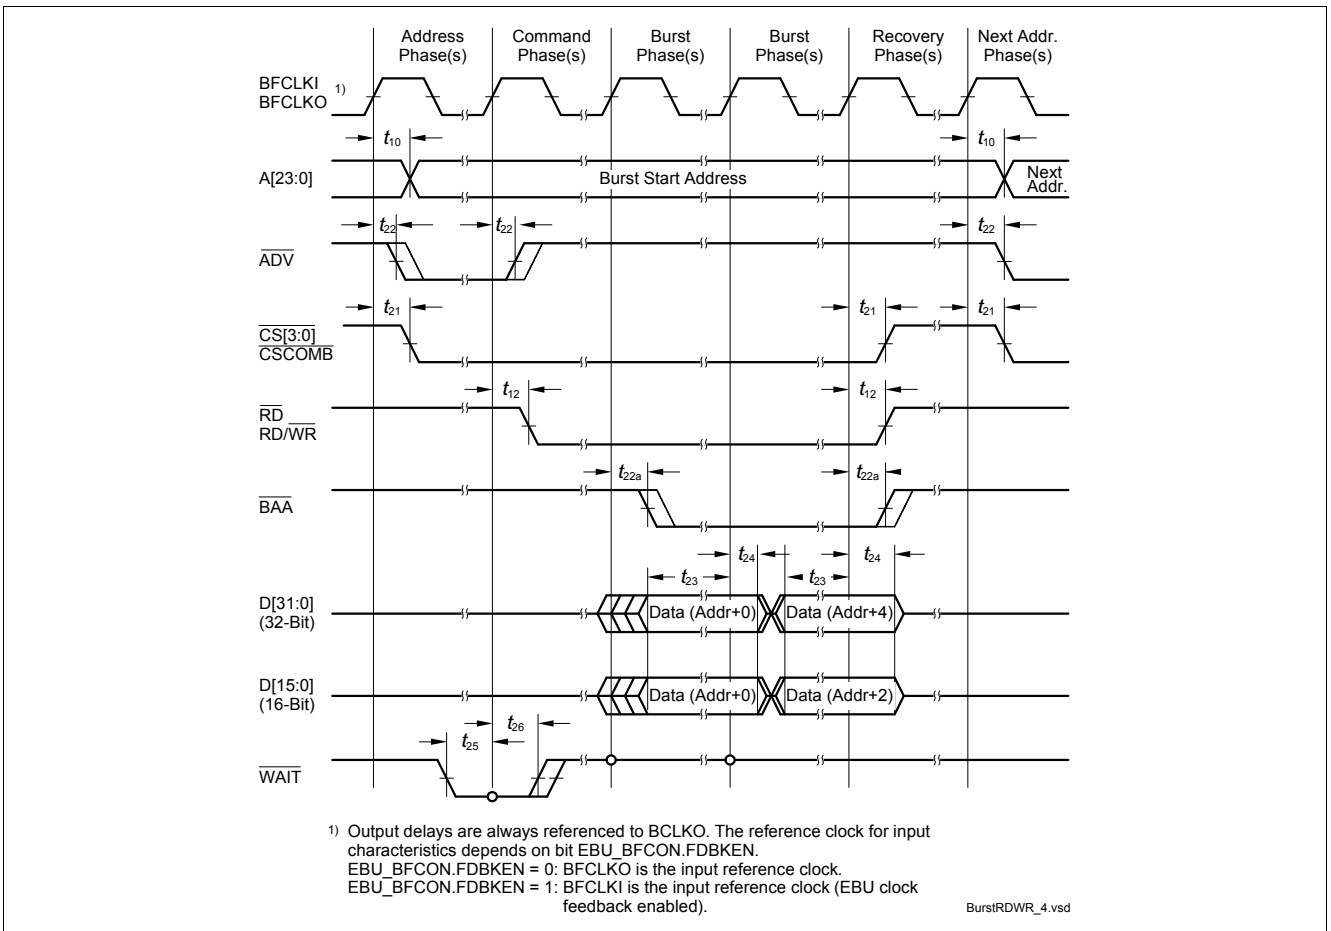 Address Phase(s)
Command Phase(s)
Burst Phase(s)
Burst Phase(s)
Recovery Phase(s)
Next Addr. Phase(s)
BFCLKI
BFCLKO 1)
t10
t10
A[23:0]
Burst Start Address
Next Addr.
t22
t22
t22
ADV
t21
t21
t21
CS[3:0]
CSCOMB
t12
t12
RD
RD/WR
t22a
t22a
BAA
t24
t24
t23
t23
D[31:0]
(32-Bit)
Data (Addr+0)
Data (Addr+4)
D[15:0]
(16-Bit)
Data (Addr+0)
Data (Addr+2)
t26
t25
WAIT
1) Output delays are always referenced to BCLKO. The reference clock for input
characteristics depends on bit EBU_BFCON.FDBKEN.
EBU_BFCON.FDBKEN = 0: BFCLKO is the input reference clock.
EBU_BFCON.FDBKEN = 1: BFCLKI is the input reference clock (EBU clock
feedback enabled).
BurstRDWR_4.vsd